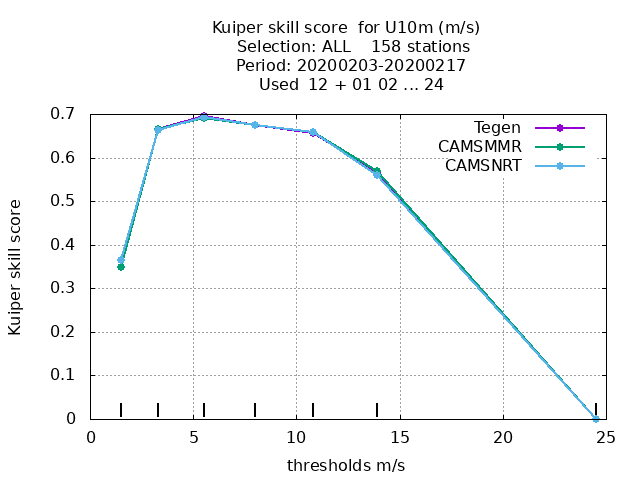 Kuiper skill score  for U10m (m/s)
Selection: ALL    158 stations
Period: 20200203-20200217
Used  12 + 01 02 ... 24
0.7
0.6
0.5
0.4
0.3
0.2
0.1
0
Kuiper skill score
Tegen
CAMSMMR
CAMSNRT
0 5 10 15 20 25
thresholds m/s